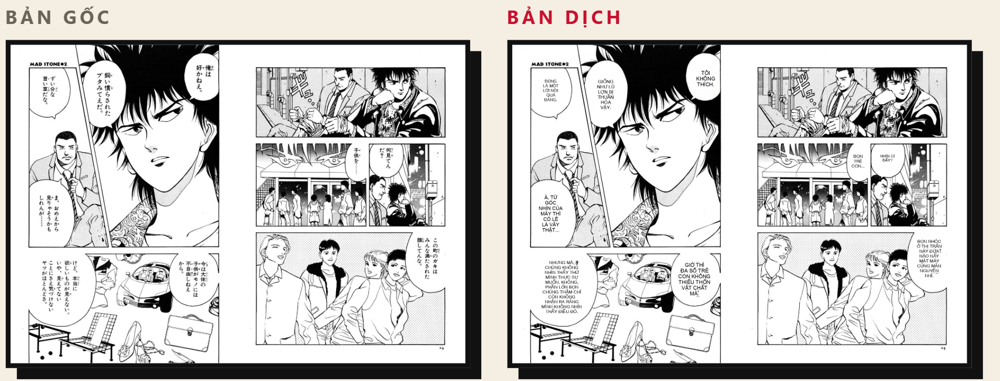 BẢN GỐC
MAD STONE●2
ギュッ
ギュ
何見てん
だ？
子供を……
この町のガキは
みんな満たされた
顔してんな。
俺は
好かねえ。
飼い慣らされた
ブタみてえだ。
ずい分な
言い草だな。
ま、おめえから
見りゃそうかも
しれんが……
今は大体の
子供がモノには
不自由しねえ
から。
けど、本当に
欲しいものが見えない。
いや、見えてない
ことにさえ気づけない
ヤツがほとんどさ。
24
BẢN DỊCH
MAD STONE●2
ギュッ
ギュ
NHÌN GÌ
ĐẤY?
BỌN
TRẺ
CON...
BỌN NHÓC
Ở THỊ TRẤN
NÀY ĐỨA
NÀO NẤY
MẶT MÀY
CŨNG MÃN
NGUYỆN
NHỈ.
TÔI
KHÔNG
THÍCH.
GIỐNG
NHƯ LŨ
LỢN BỊ
THUẦN
HÓA
VẬY.
ĐÚNG
LÀ MỘT
LỜI NÓI
QUÁ
ĐÁNG.
À, TỪ
GÓC
NHÌN CỦA
MÀY THÌ
CÓ LẼ
LÀ VẬY
THẬT...
GIỜ THÌ
ĐA SỐ TRẺ
CON KHÔNG
THIẾU THỐN
VẬT CHẤT
MÀ.
NHƯNG MÀ,
CHÚNG KHÔNG
NHÌN THẤY THỨ
MÌNH THỰC SỰ
MUỐN. KHÔNG,
PHẦN LỚN BỌN
CHÚNG THẬM CHÍ
CÒN KHÔNG
NHẬN RA RẰNG
MÌNH KHÔNG NHÌN
THẤY ĐIỀU ĐÓ.
24